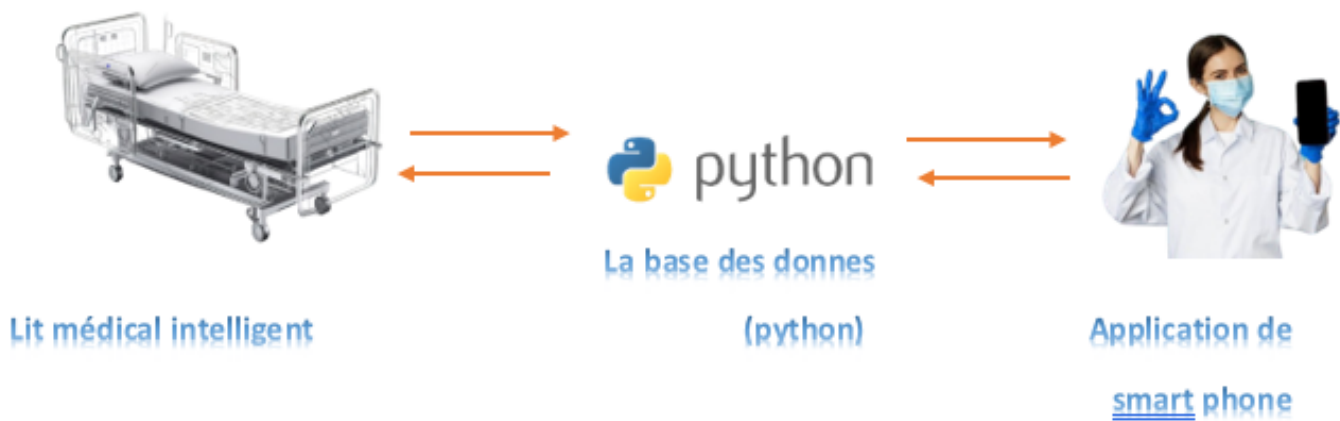 python
La base des donnes
(python)
Lit médical intelligent
Application de
smart phone